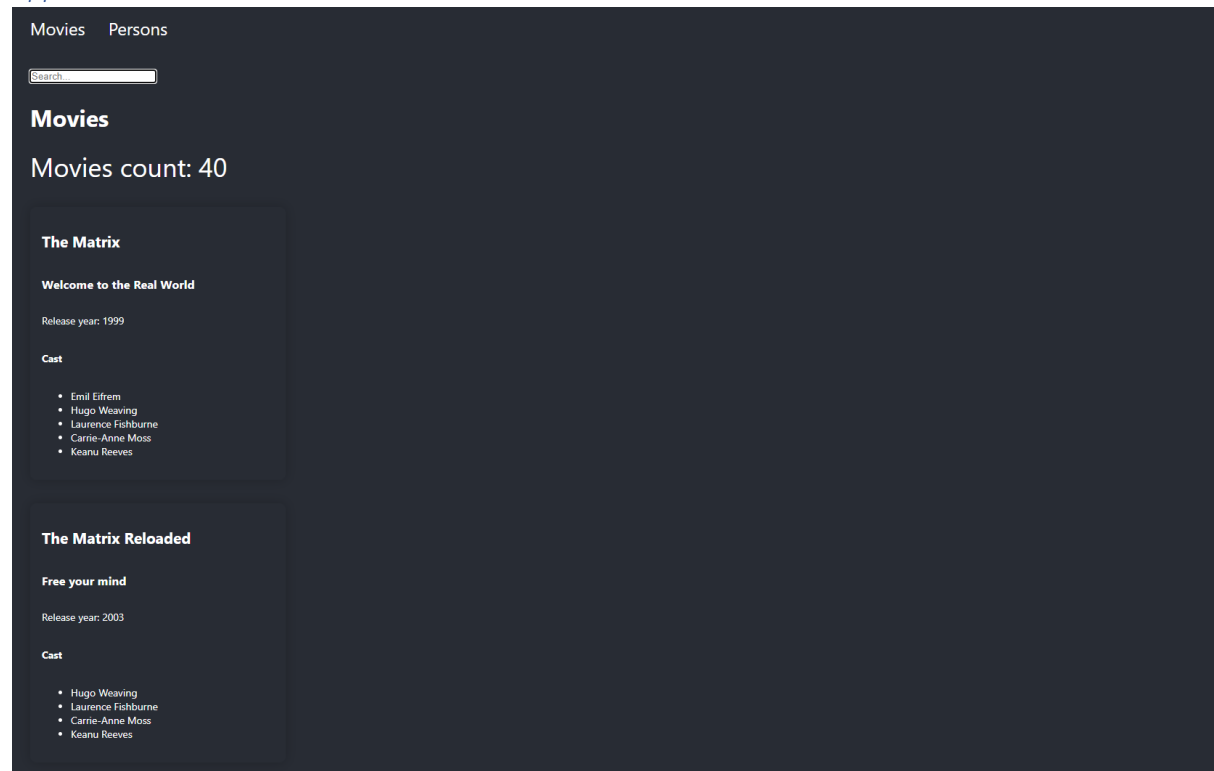 Movies Persons
Search...
Movies
Movies count: 40
The Matrix
Welcome to the Real World
Release year: 1999
Cast
• Emil Eifrem
• Hugo Weaving
• Laurence Fishburne
• Carrie-Anne Moss
• Keanu Reeves
The Matrix Reloaded
Free your mind
Release year: 2003
Cast
• Hugo Weaving
• Laurence Fishburne
• Carrie-Anne Moss
• Keanu Reeves